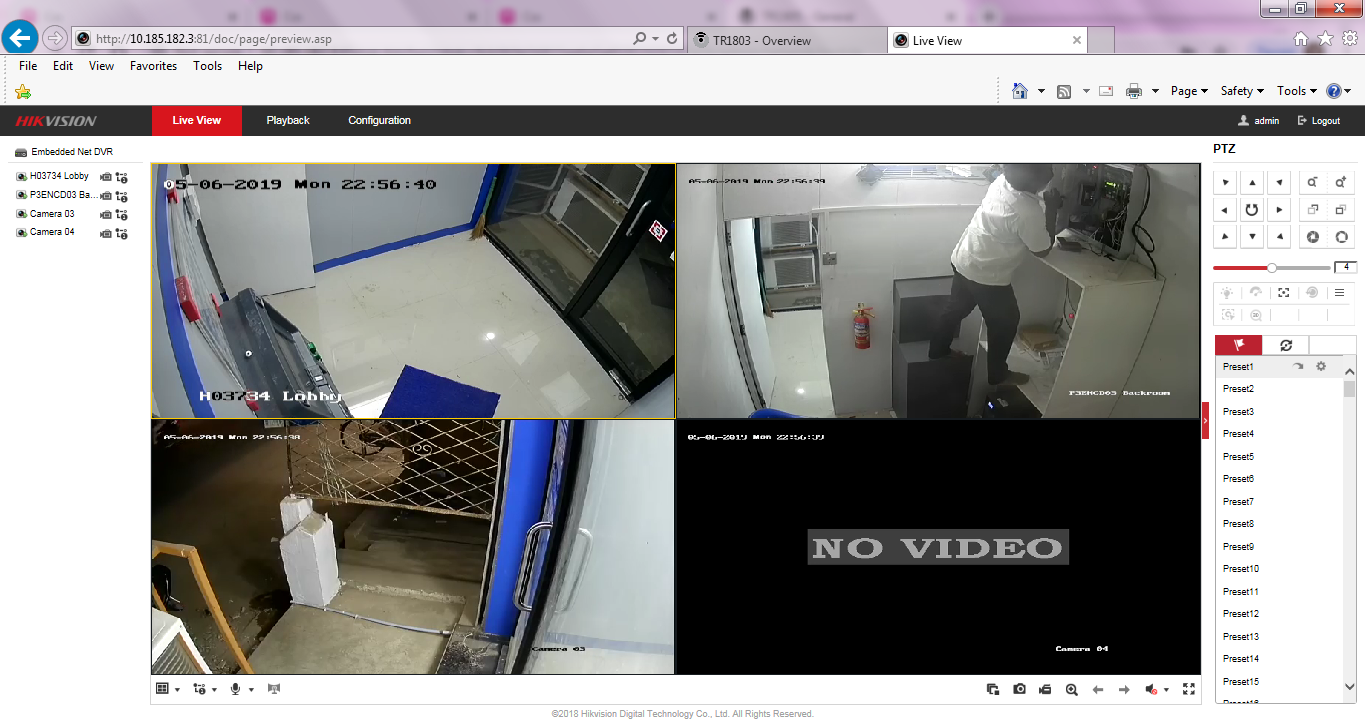 http://10.185.182.3:81/doc/page/preview.asp
TR1803 - Overview
Live View
File Edit View Favorites Tools Help
Page Safety Tools
HIKVISION
Live View Playback Configuration
admin Logout
Embedded Net DVR
H03734 Lobby
P3ENCD03 Ba...
Camera 03
Camera 04
05-06-2019 Mon 22:56:40
H03734 Lobby
05-06-2019 Mon 22:56:39
P3ENCD03 Backroom
05-06-2019 Mon 22:56:38
Camera 03
05-06-2019 Mon 22:56:39
NO VIDEO
Camera 04
PTZ
4
Preset1
Preset2
Preset3
Preset4
Preset5
Preset6
Preset7
Preset8
Preset9
Preset10
Preset11
Preset12
Preset13
Preset14
Preset15
©2018 Hikvision Digital Technology Co., Ltd. All Rights Reserved.